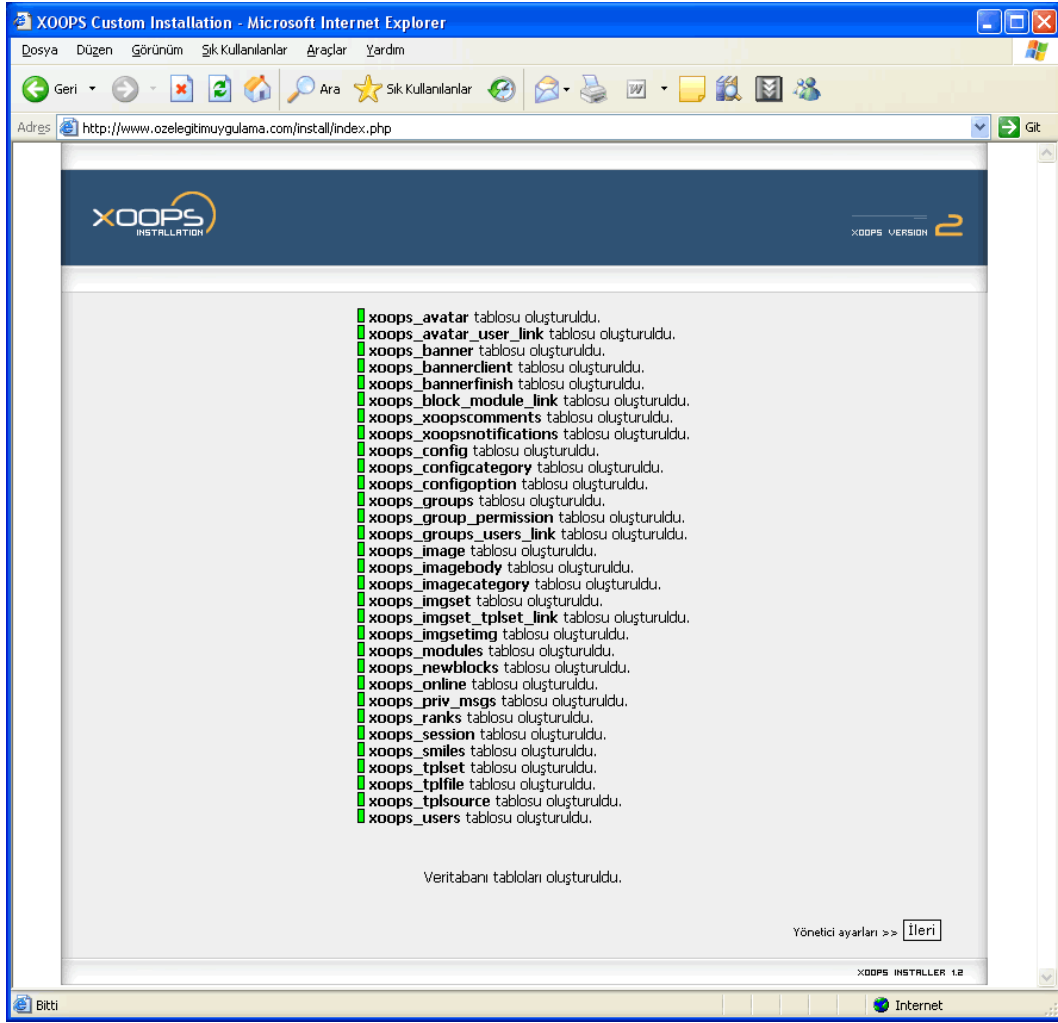 XOOPS Custom Installation - Microsoft Internet Explorer
Dosya Düzen Görünüm Sık Kullanılanlar Araçlar Yardım
Geri Ara Sık Kullanılanlar
Adres http://www.ozelegitimuygulama.com/install/index.php Git
XOOPS
INSTALLATION
XOOPS VERSION 2
xoops_avatar tablosu oluşturuldu.
xoops_avatar_user_link tablosu oluşturuldu.
xoops_banner tablosu oluşturuldu.
xoops_bannerclient tablosu oluşturuldu.
xoops_bannerfinish tablosu oluşturuldu.
xoops_block_module_link tablosu oluşturuldu.
xoops_xoopscomments tablosu oluşturuldu.
xoops_xoopsnotifications tablosu oluşturuldu.
xoops_config tablosu oluşturuldu.
xoops_configcategory tablosu oluşturuldu.
xoops_configoption tablosu oluşturuldu.
xoops_groups tablosu oluşturuldu.
xoops_group_permission tablosu oluşturuldu.
xoops_groups_users_link tablosu oluşturuldu.
xoops_image tablosu oluşturuldu.
xoops_imagebody tablosu oluşturuldu.
xoops_imagecategory tablosu oluşturuldu.
xoops_imgset tablosu oluşturuldu.
xoops_imgset_tplset_link tablosu oluşturuldu.
xoops_imgsetimg tablosu oluşturuldu.
xoops_modules tablosu oluşturuldu.
xoops_newblocks tablosu oluşturuldu.
xoops_online tablosu oluşturuldu.
xoops_priv_msgs tablosu oluşturuldu.
xoops_ranks tablosu oluşturuldu.
xoops_session tablosu oluşturuldu.
xoops_smiles tablosu oluşturuldu.
xoops_tplset tablosu oluşturuldu.
xoops_tplfile tablosu oluşturuldu.
xoops_tplsource tablosu oluşturuldu.
xoops_users tablosu oluşturuldu.
Veritabanı tabloları oluşturuldu.
Yönetici ayarları >> İleri
XOOPS INSTALLER 1.2
Bitti Internet